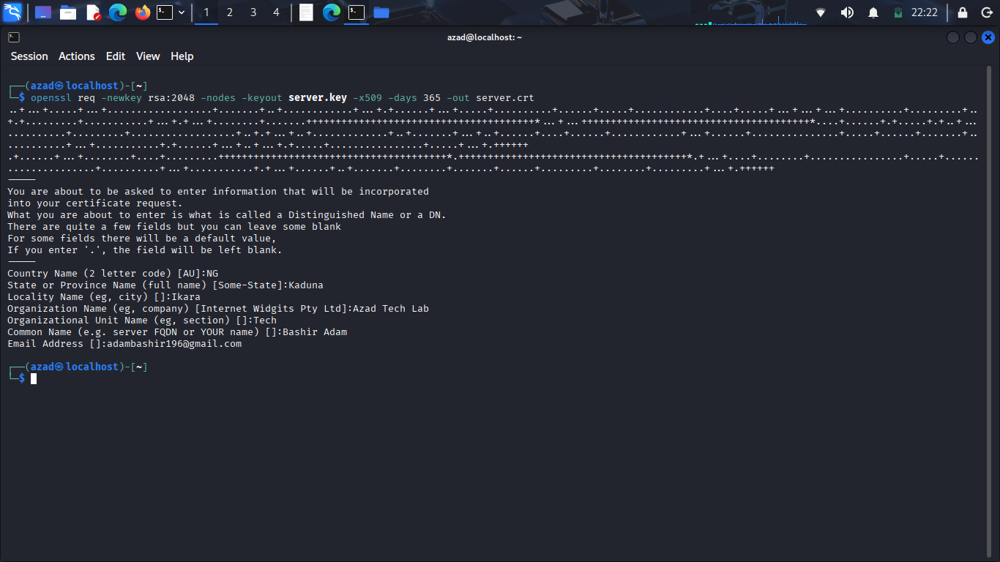 1 2 3 4 22:22
azad@localhost: ~
Session Actions Edit View Help
┌──(azad㉿localhost)-[~]
└─$ openssl req -newkey rsa:2048 -nodes -keyout server.key -x509 -days 365 -out server.crt
-----
You are about to be asked to enter information that will be incorporated
into your certificate request.
What you are about to enter is what is called a Distinguished Name or a DN.
There are quite a few fields but you can leave some blank
For some fields there will be a default value,
If you enter '.', the field will be left blank.
-----
Country Name (2 letter code) [AU]:NG
State or Province Name (full name) [Some-State]:Kaduna
Locality Name (eg, city) []:Ikara
Organization Name (eg, company) [Internet Widgits Pty Ltd]:Azad Tech Lab
Organizational Unit Name (eg, section) []:Tech
Common Name (e.g. server FQDN or YOUR name) []:Bashir Adam
Email Address []:adambashir196@gmail.com
┌──(azad㉿localhost)-[~]
└─$